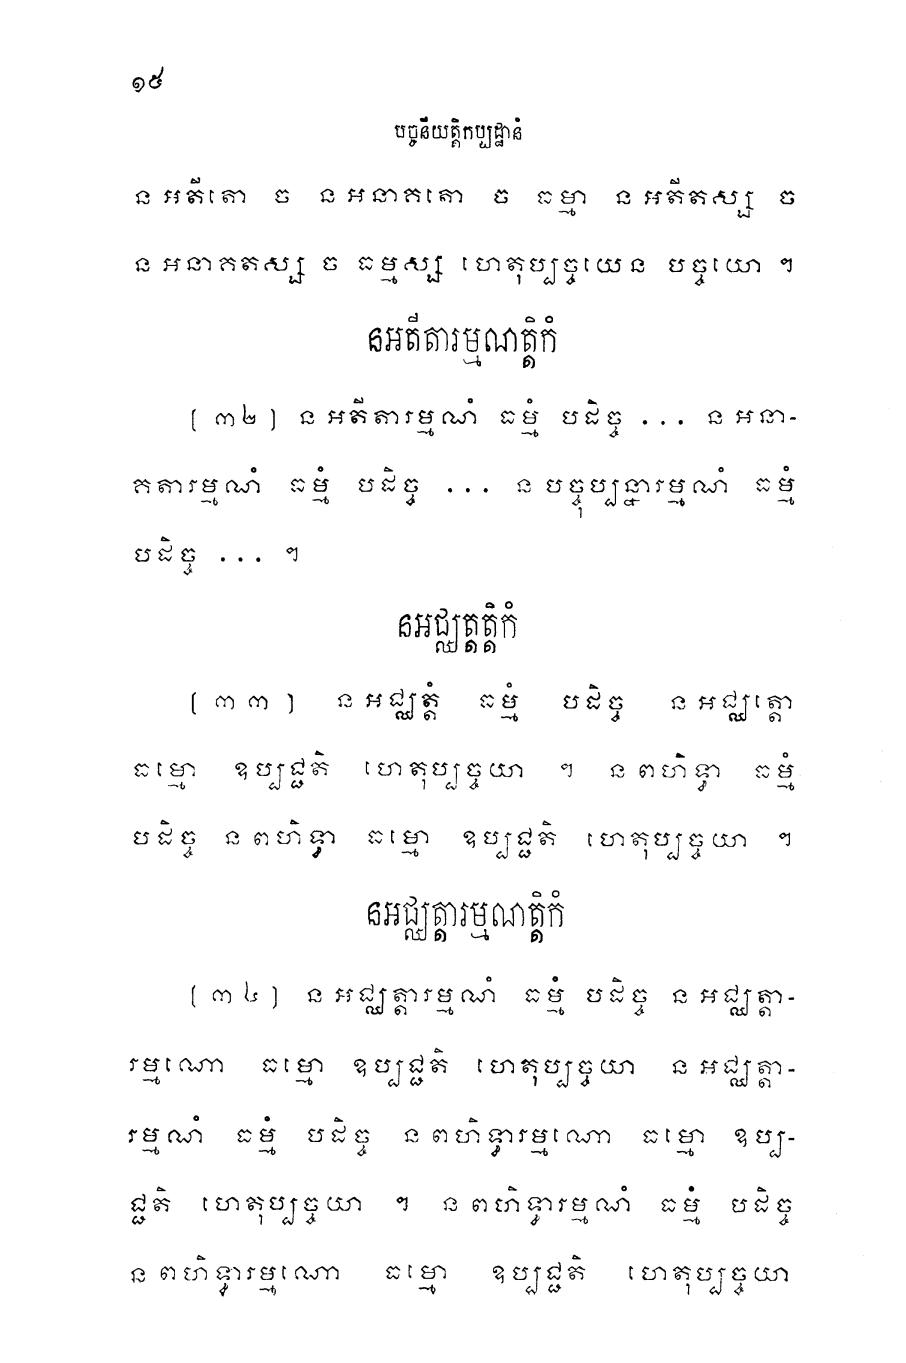 ១៥
បច្ចនីយត្តិកប្បដ្ឋានំ
ន អតីតោ ច ន អនាគតោ ច ធម្មា ន អតីតស្ស ច
ន អនាគតស្ស ច ធម្មស្ស ហេតុប្បច្ចយេន បច្ចយោ ។
នអតីតារម្មណត្តិកំ
[ ៣២ ] ន អតីតារម្មណំ ធម្មំ បដិច្ច ... ន អនា-
គតារម្មណំ ធម្មំ បដិច្ច ... ន បច្ចុប្បន្នារម្មណំ ធម្មំ
បដិច្ច ... ។
នអជ្ឈត្តត្តិកំ
[ ៣៣ ] ន អជ្ឈត្តំ ធម្មំ បដិច្ច ន អជ្ឈត្តោ
ធម្មោ ឧប្បជ្ជតិ ហេតុប្បច្ចយា ។ ន ពហិទ្ធា ធម្មំ
បដិច្ច ន ពហិទ្ធា ធម្មោ ឧប្បជ្ជតិ ហេតុប្បច្ចយា ។
នអជ្ឈត្តារម្មណត្តិកំ
[ ៣៤ ] ន អជ្ឈត្តារម្មណំ ធម្មំ បដិច្ច ន អជ្ឈត្តា-
រម្មណោ ធម្មោ ឧប្បជ្ជតិ ហេតុប្បច្ចយា ន អជ្ឈត្តា-
រម្មណំ ធម្មំ បដិច្ច ន ពហិទ្ធារម្មណោ ធម្មោ ឧប្ប-
ជ្ជតិ ហេតុប្បច្ចយា ។ ន ពហិទ្ធារម្មណំ ធម្មំ បដិច្ច
ន ពហិទ្ធារម្មណោ ធម្មោ ឧប្បជ្ជតិ ហេតុប្បច្ចយា